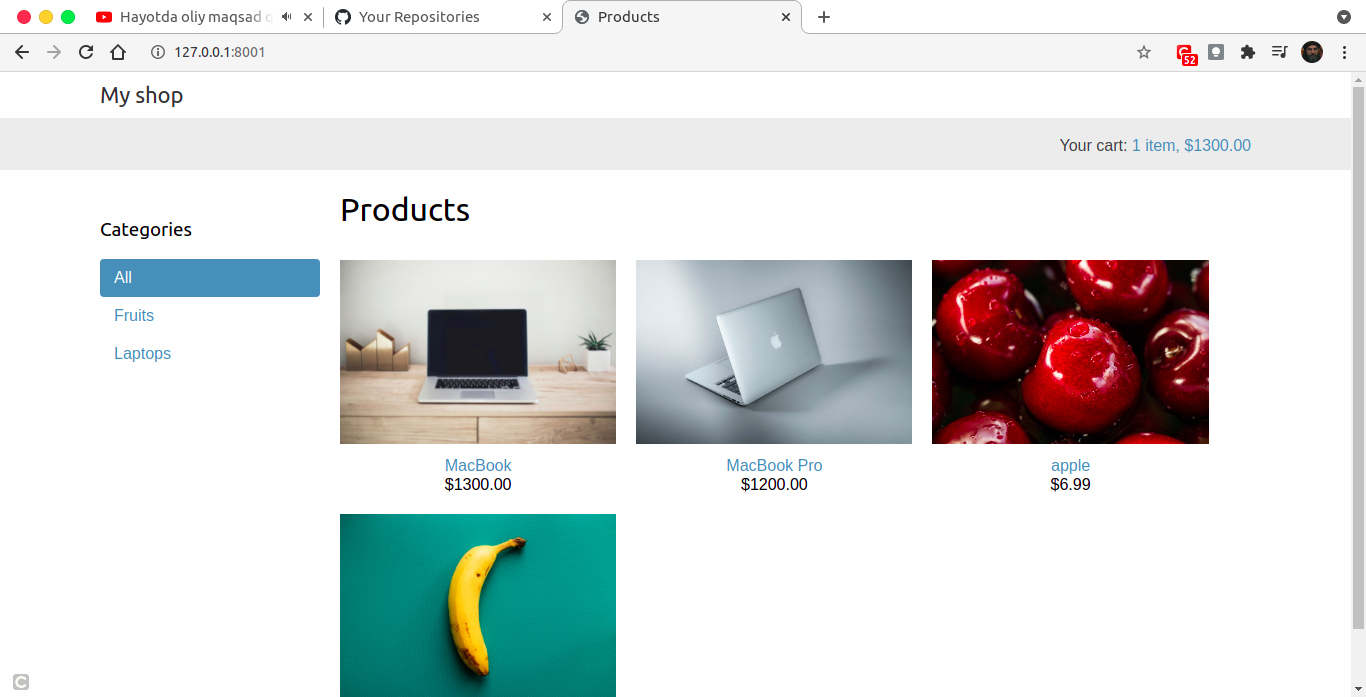 Hayotda oliy maqsad
Your Repositories
Products
127.0.0.1:8001
52
My shop
Your cart: 1 item, $1300.00
Categories
All
Fruits
Laptops
Products
MacBook
$1300.00
MacBook Pro
$1200.00
apple
$6.99